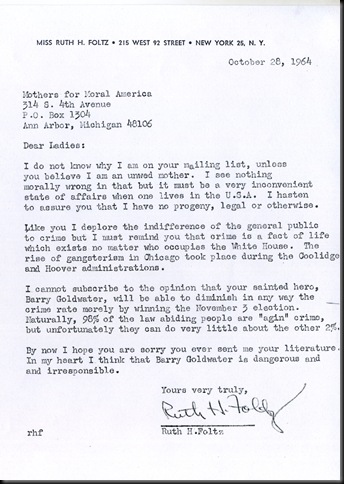 MISS RUTH H. FOLTZ • 215 WEST 92 STREET • NEW YORK 25, N. Y.
October 28, 1964
Mothers for Moral America
314 S. 4th Avenue
P.O. Box 1304
Ann Arbor, Michigan 48106
Dear Ladies:
I do not know why I am on your mailing list, unless
you believe I am an unwed mother. I see nothing
morally wrong in that but it must be a very inconvenient
state of affairs when one lives in the U.S.A. I hasten
to assure you that I have no progeny, legal or otherwise.
Like you I deplore the indifference of the general public
to crime but I must remind you that crime is a fact of life
which exists no matter who occupies the White House. The
rise of gangsterism in Chicago took place during the Coolidge
and Hoover administrations.
I cannot subscribe to the opinion that your sainted hero,
Barry Goldwater, will be able to diminish in any way the
crime rate merely by winning the November 3 election.
Naturally, 98% of the law abiding people are "agin" crime,
but unfortunately they can do very little about the other 2%.
By now I hope you are sorry you ever sent me your literature.
In my heart I think that Barry Goldwater is dangerous and
and irresponsible.
Yours very truly,
Ruth H. Foltz
Ruth H.Foltz
rhf